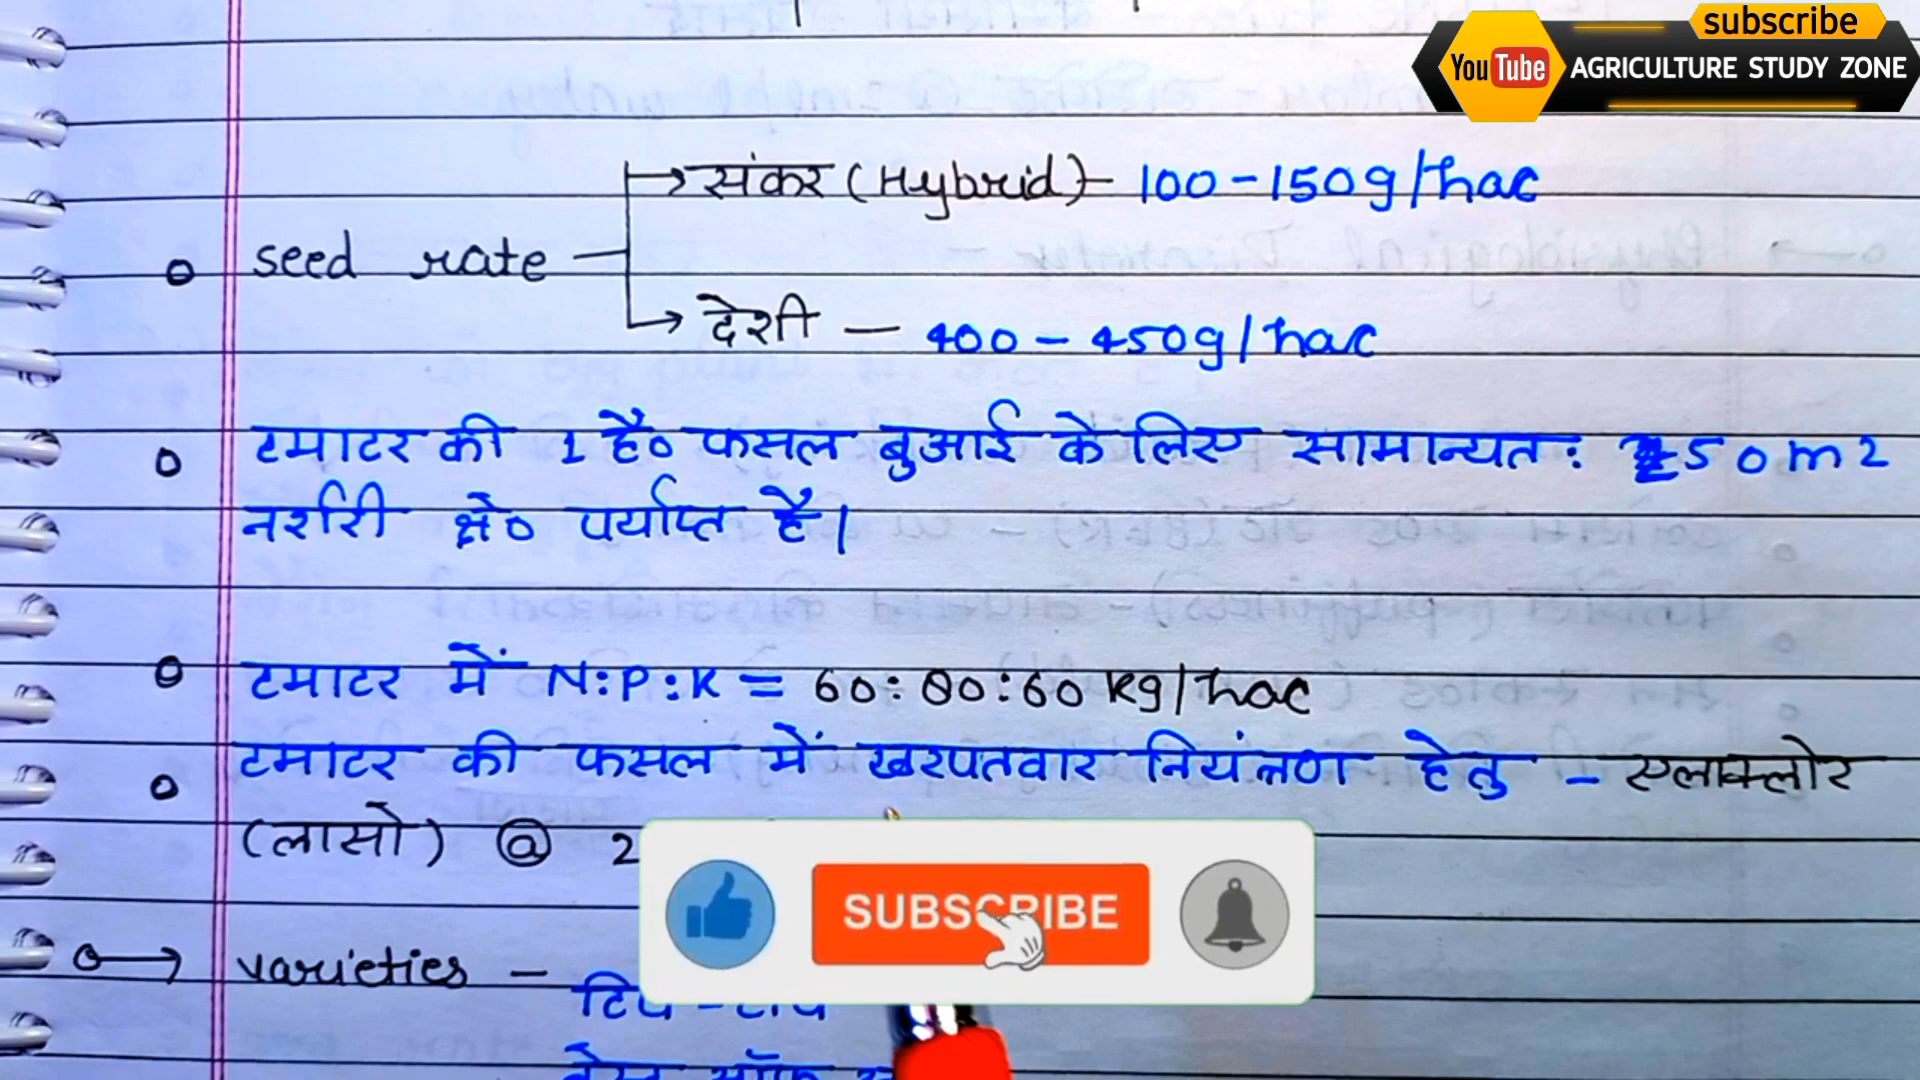 subscribe
YouTube AGRICULTURE STUDY ZONE
→ संकर (Hybrid) - 100-150g/hac
seed rate -
→ देशी - 400-450g/hac
टमाटर की 1 है० फसल बुआई के लिए सामान्यतः 250m2
नर्शरी क्षे० पर्याप्त है।
टमाटर में N:P:K = 60:80:60 kg/hac
टमाटर की फसल में खरपतवार नियंत्रण हेतु - एलाक्लोर
(लासो) @ 2
SUBSCRIBE
varieties -